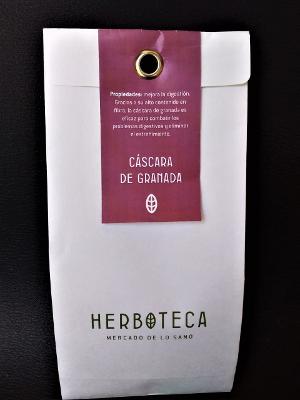 Propiedades: mejora la digestión.
Gracias a su alto contenido en
fibra, la cáscara de granada es
eficaz para combatir los
problemas digestivos y eliminar
el estreñimiento.
CÁSCARA
DE GRANADA
HERBOTECA
MERCADO DE LO SANO